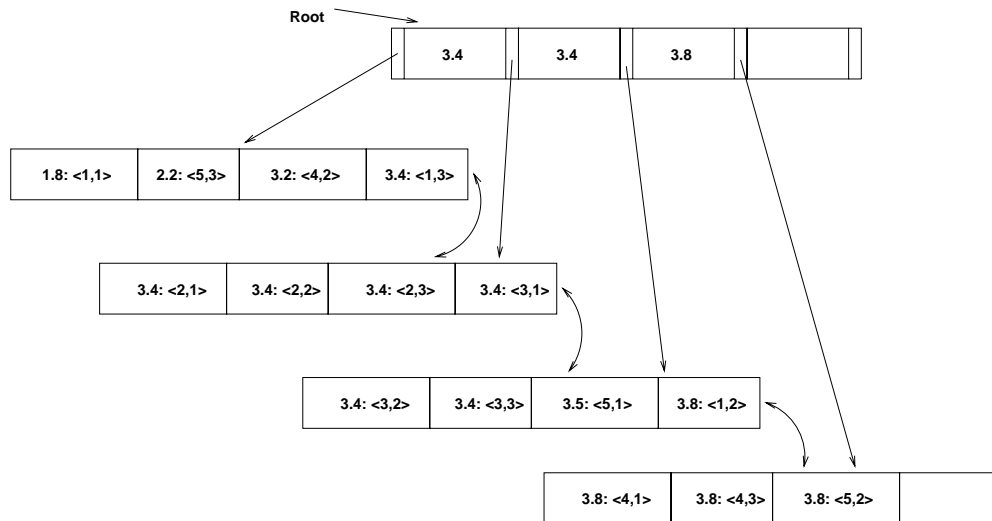 Root
3.4 3.4 3.8
1.8: <1,1> 2.2: <5,3> 3.2: <4,2> 3.4: <1,3>
3.4: <2,1> 3.4: <2,2> 3.4: <2,3> 3.4: <3,1>
3.4: <3,2> 3.4: <3,3> 3.5: <5,1> 3.8: <1,2>
3.8: <4,1> 3.8: <4,3> 3.8: <5,2>